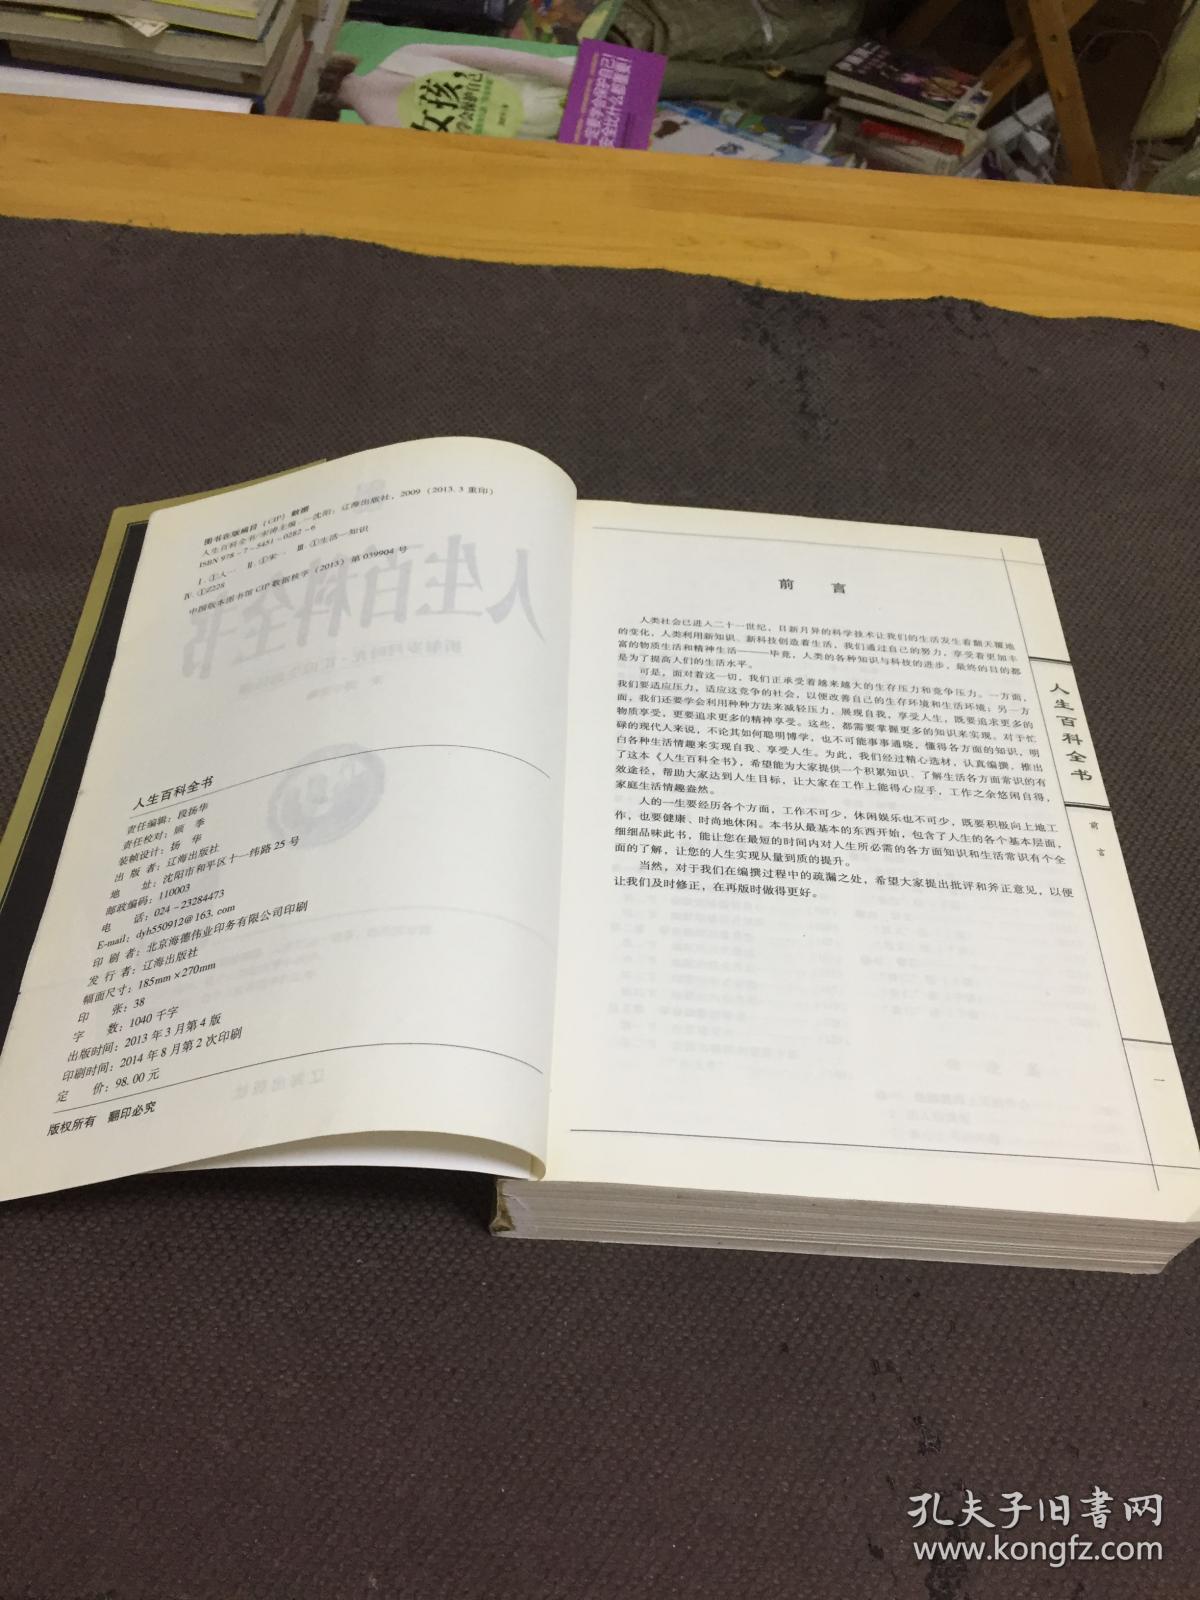 女孩，
学会保护自己
一定要学会保护自己！
安全比什么都重要！
图书在版编目（CIP）数据
人生百科全书/宋涛主编.—沈阳：辽海出版社，2009（2013.3 重印）
ISBN 978-7-5451-0282-6
Ⅰ.①人… Ⅱ.①宋… Ⅲ.①生活—知识
Ⅳ.①Z228
中国版本图书馆 CIP 数据核字（2013）第 039904 号
人生百科全书
责任编辑：段扬华
责任校对：顾 季
装帧设计：扬 华
出 版 者：辽海出版社
地 址：沈阳市和平区十一纬路 25 号
邮政编码：110003
电 话：024-23284473
E-mail：dyh550912@163.com
印 刷 者：北京海德伟业印务有限公司印刷
发 行 者：辽海出版社
幅面尺寸：185mm×270mm
印 张：38
字 数：1040 千字
出版时间：2013 年 3 月第 4 版
印刷时间：2014 年 8 月第 2 次印刷
定 价：98.00 元
版权所有 翻印必究
前 言
人类社会已进入二十一世纪，日新月异的科学技术让我们的生活发生着翻天覆地
的变化，人类利用新知识、新科技创造着生活，我们通过自己的努力，享受着更加丰
富的物质生活和精神生活———毕竟，人类的各种知识与科技的进步，最终的目的都
是为了提高人们的生活水平。
可是，面对着这一切，我们正承受着越来越大的生存压力和竞争压力。一方面，
我们要适应压力，适应这竞争的社会，以便改善自己的生存环境和生活环境；另一方
面，我们还要学会利用种种方法来减轻压力，展现自我，享受人生，既要追求更多的
物质享受，更要追求更多的精神享受。这些，都需要掌握更多的知识来实现。对于忙
碌的现代人来说，不论其如何聪明博学，也不可能事事通晓，懂得各方面的知识，明
白各种生活情趣来实现自我、享受人生。为此，我们经过精心选材，认真编撰，推出
了这本《人生百科全书》，希望能为大家提供一个积累知识、了解生活各方面常识的有
效途径，帮助大家达到人生目标，让大家在工作上能得心应手，工作之余悠闲自得，
家庭生活情趣盎然。
人的一生要经历各个方面，工作不可少，休闲娱乐也不可少，既要积极向上地工
作，也要健康、时尚地休闲。本书从最基本的东西开始，包含了人生的各个基本层面，
细细品味此书，能让您在最短的时间内对人生所必需的各方面知识和生活常识有个全
面的了解，让您的人生实现从量到质的提升。
当然，对于我们在编撰过程中的疏漏之处，希望大家提出批评和斧正意见，以便
让我们及时修正，在再版时做得更好。
人生百科全书
前言
一
孔夫子旧书网
www.kongfz.com